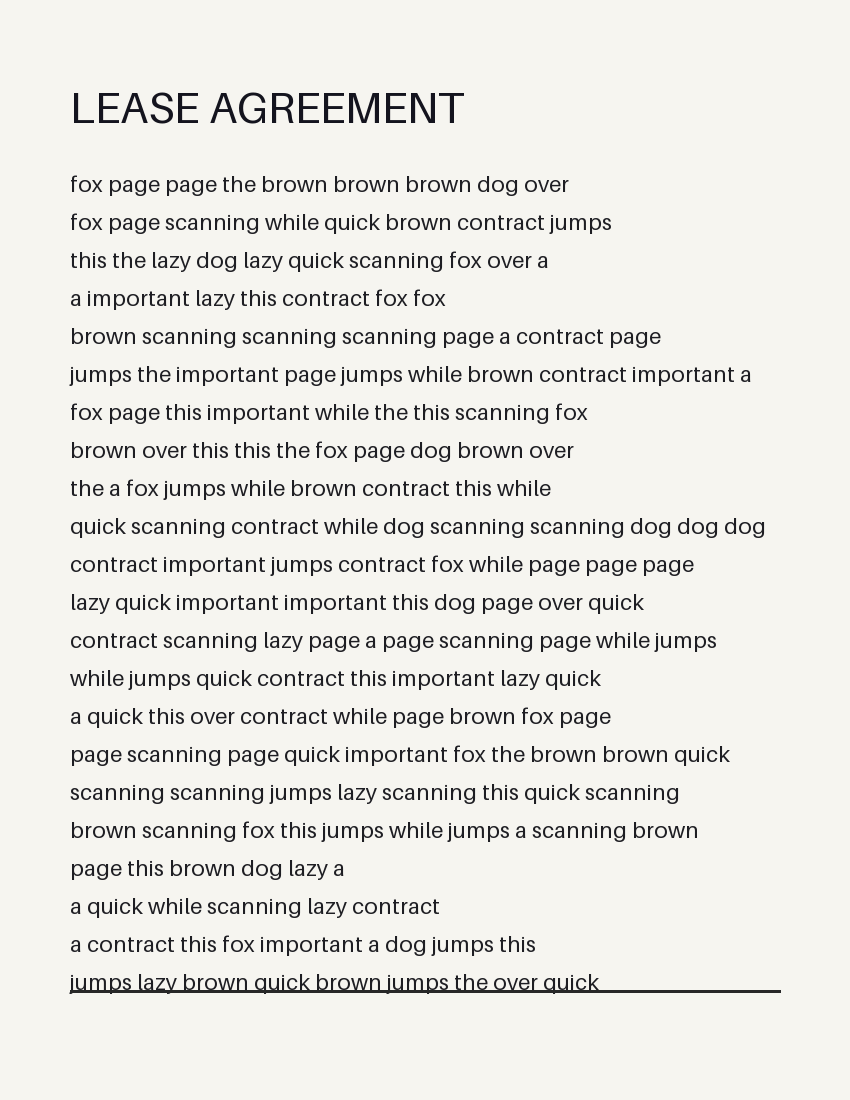 LEASE AGREEMENT
fox page page the brown brown brown dog over
fox page scanning while quick brown contract jumps
this the lazy dog lazy quick scanning fox over a
a important lazy this contract fox fox
brown scanning scanning scanning page a contract page
jumps the important page jumps while brown contract important a
fox page this important while the this scanning fox
brown over this this the fox page dog brown over
the a fox jumps while brown contract this while
quick scanning contract while dog scanning scanning dog dog dog
contract important jumps contract fox while page page page
lazy quick important important this dog page over quick
contract scanning lazy page a page scanning page while jumps
while jumps quick contract this important lazy quick
a quick this over contract while page brown fox page
page scanning page quick important fox the brown brown quick
scanning scanning jumps lazy scanning this quick scanning
brown scanning fox this jumps while jumps a scanning brown
page this brown dog lazy a
a quick while scanning lazy contract
a contract this fox important a dog jumps this
jumps lazy brown quick brown jumps the over quick